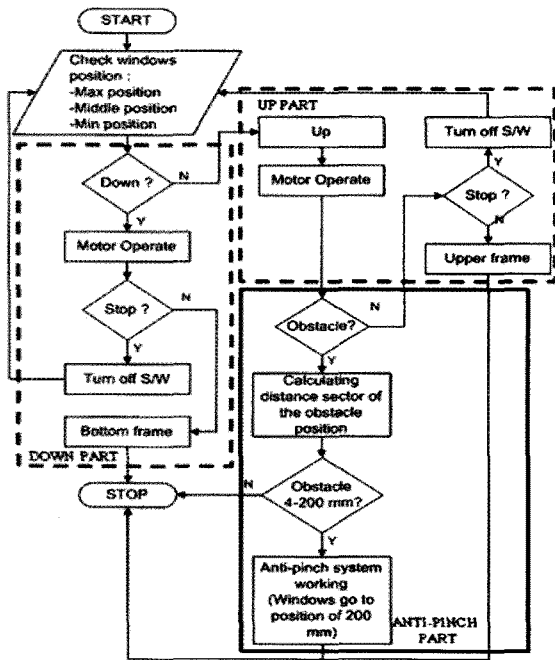 START
Check windows
position :
-Max position
-Middle position
-Min position
Down ?
N
Y
Motor Operate
Stop ?
N
Y
Turn off S/W
Bottom frame
DOWN PART
STOP
UP PART
Up
Motor Operate
Turn off S/W
Y
Stop ?
N
Upper frame
Obstacle?
N
Y
Calculating
distance sector of
the obstacle
position
Obstacle
4-200 mm?
N
Y
Anti-pinch system
working
(Windows go to
position of 200
mm)
ANTI-PINCH
PART